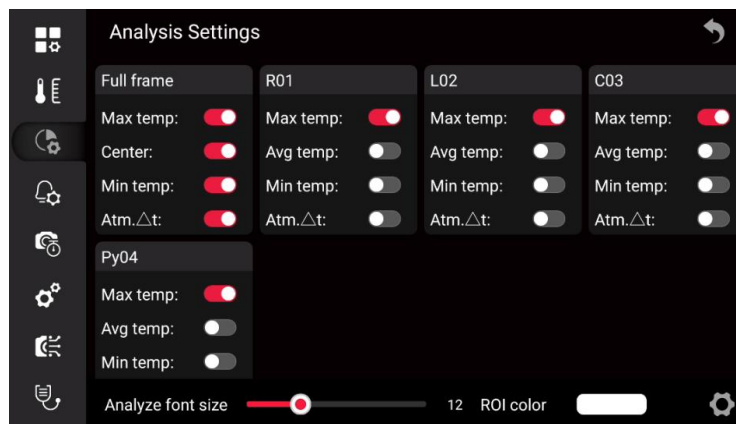 Analysis Settings
Full frame
Max temp:
Center:
Min temp:
Atm.△t:
R01
Max temp:
Avg temp:
Min temp:
Atm.△t:
L02
Max temp:
Avg temp:
Min temp:
Atm.△t:
C03
Max temp:
Avg temp:
Min temp:
Atm.△t:
Py04
Max temp:
Avg temp:
Min temp:
Analyze font size 12 ROI color